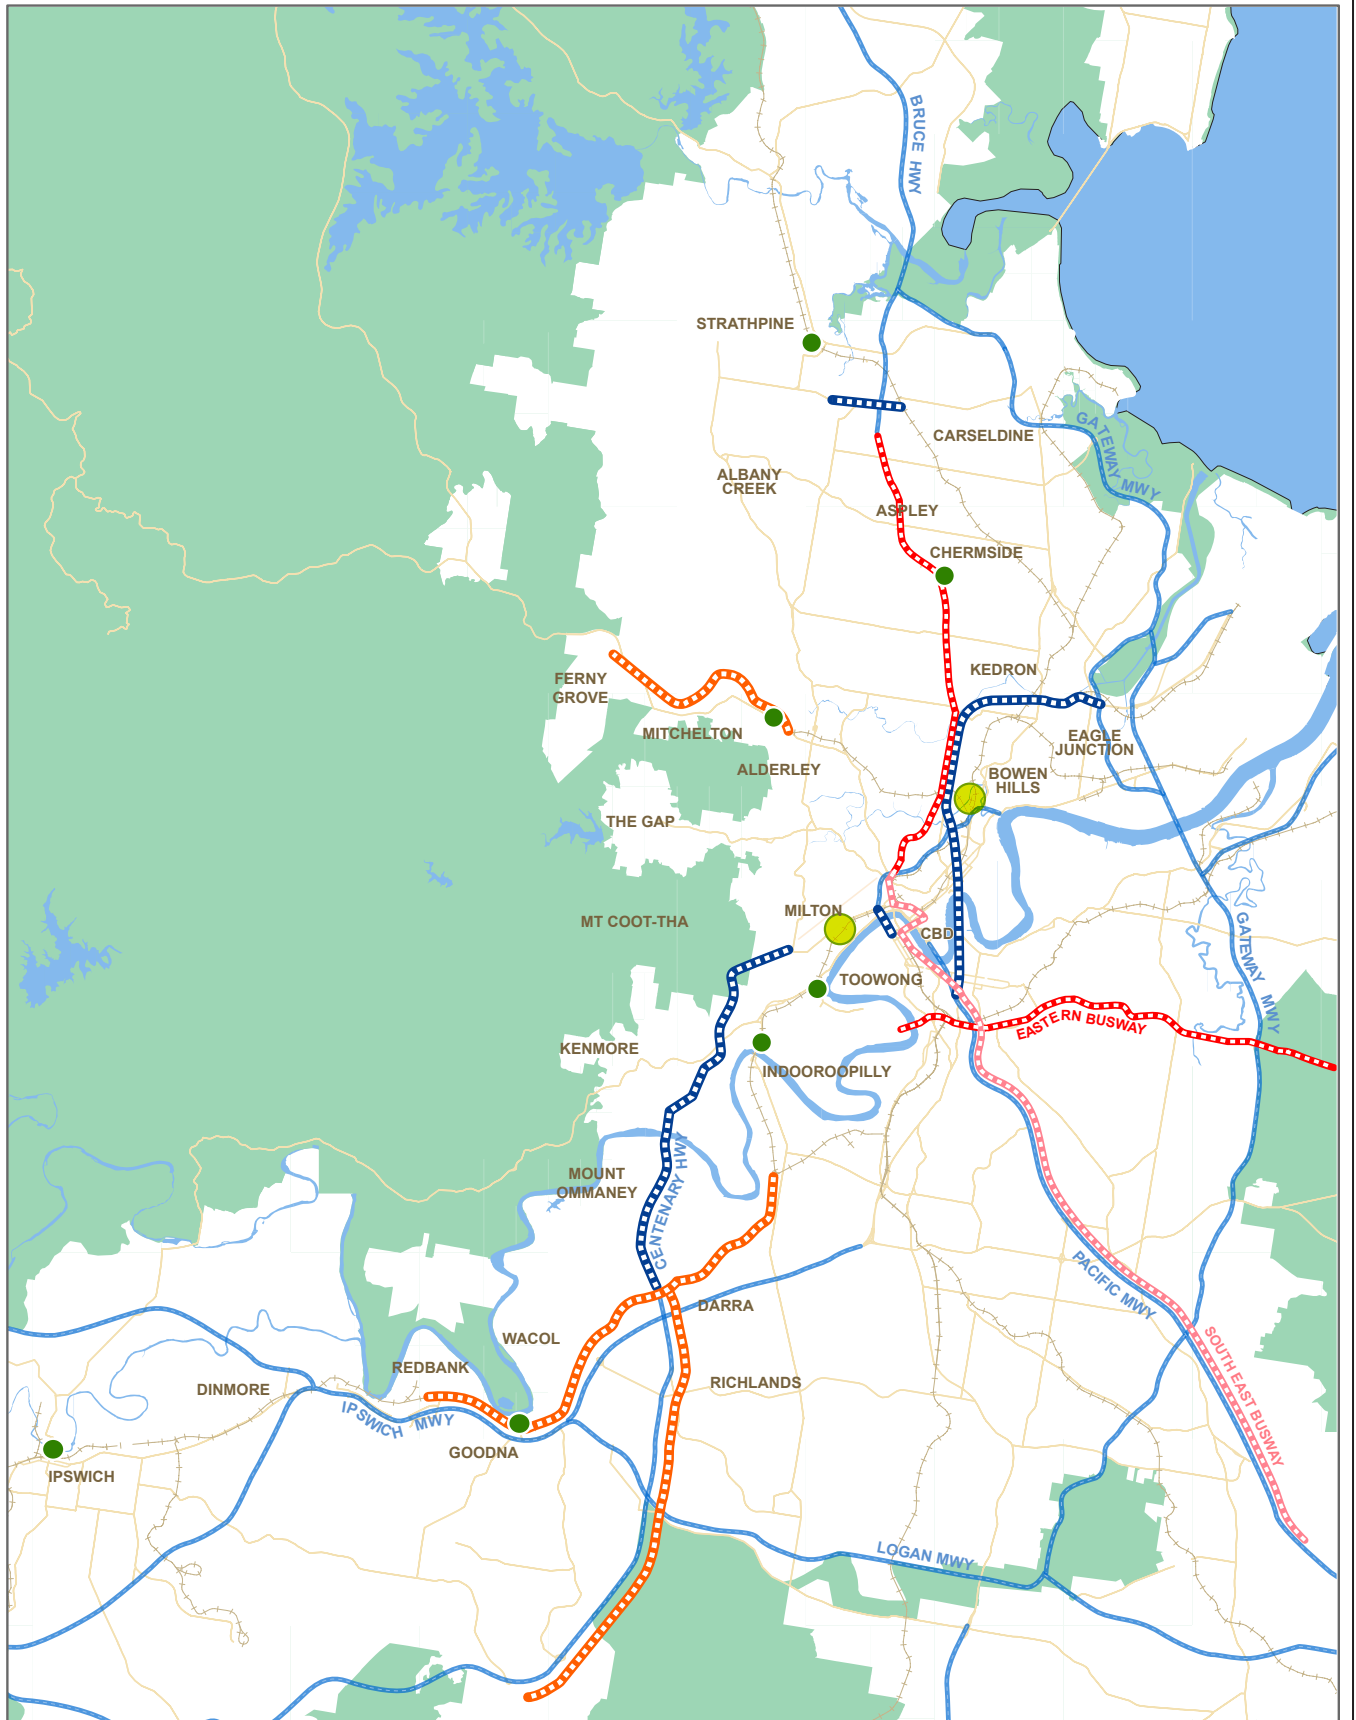 BRUCE HWY
STRATHPINE
GATEWAY MWY
CARSELDINE
ALBANY
CREEK
ASPLEY
CHERMSIDE
KEDRON
FERNY
GROVE
MITCHELTON
EAGLE
JUNCTION
ALDERLEY
BOWEN
HILLS
THE GAP
MILTON
MT COOT-THA
CBD
GATEWAY MWY
TOOWONG
EASTERN BUSWAY
KENMORE
INDOOROOPILLY
MOUNT
OMMANEY
CENTENARY HWY
PACIFIC MWY
DARRA
WACOL
REDBANK
SOUTH EAST BUSWAY
DINMORE
RICHLANDS
IPSWICH MWY
GOODNA
IPSWICH
LOGAN MWY